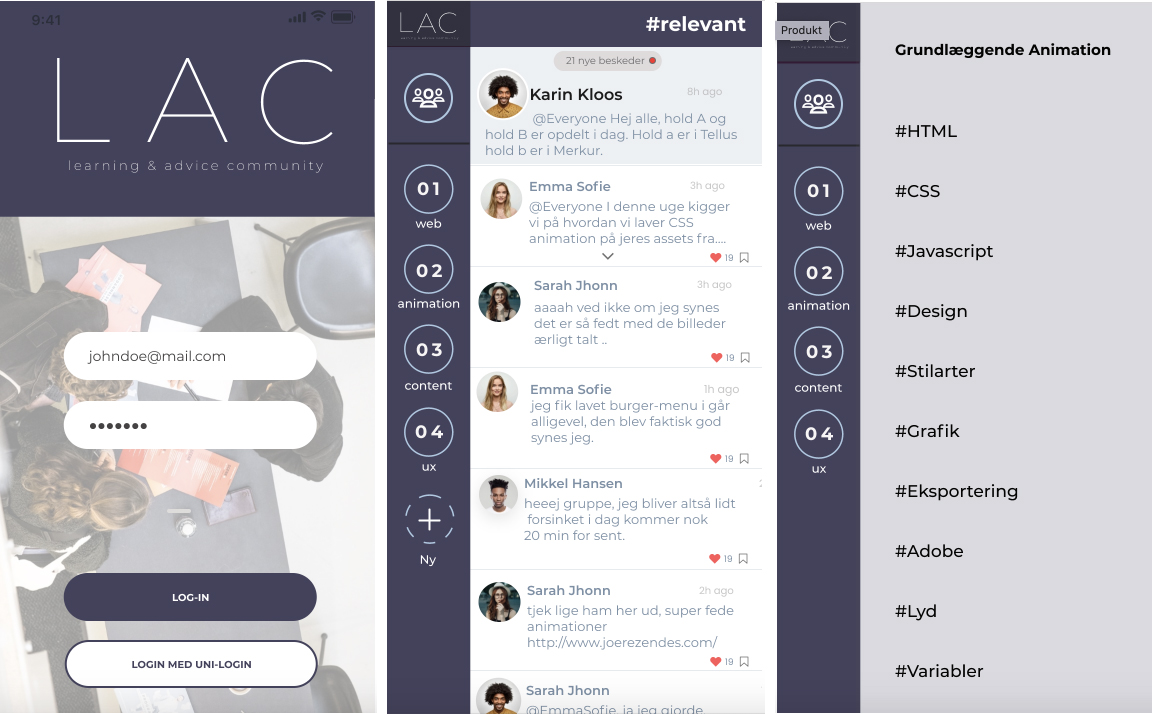 9:41
LAC
learning & advice community
johndoe@mail.com
•••••••
LOG-IN
LOGIN MED UNI-LOGIN
LAC
learning & advice community
#relevant
01
web
02
animation
03
content
04
ux
Ny
21 nye beskeder
Karin Kloos
8h ago
@Everyone Hej alle, hold A og
hold B er opdelt i dag. Hold a er i Tellus
hold b er i Merkur.
Emma Sofie
3h ago
@Everyone I denne uge kigger
vi på hvordan vi laver CSS
animation på jeres assets fra....
19
Sarah Jhonn
3h ago
aaaah ved ikke om jeg synes
det er så fedt med de billeder
ærligt talt ..
19
Emma Sofie
1h ago
jeg fik lavet burger-menu i går
alligevel, den blev faktisk god
synes jeg.
19
Mikkel Hansen
heeej gruppe, jeg bliver altså lidt
forsinket i dag kommer nok
20 min for sent.
19
Sarah Jhonn
2h ago
tjek lige ham her ud, super fede
animationer
http://www.joerezendes.com/
19
Sarah Jhonn
@EmmaSofie, ja jeg gjorde,
Produkt
01
web
02
animation
03
content
04
ux
Grundlæggende Animation
#HTML
#CSS
#Javascript
#Design
#Stilarter
#Grafik
#Eksportering
#Adobe
#Lyd
#Variabler